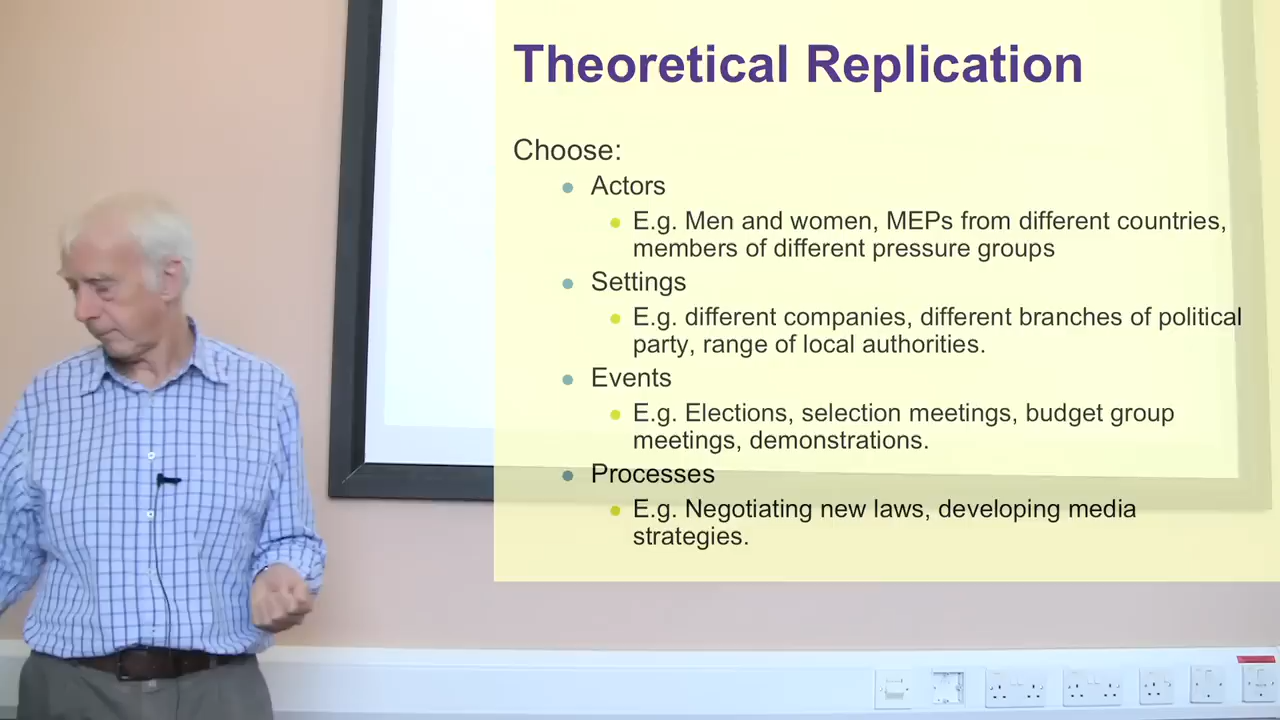 Theoretical Replication
Choose:
Actors
E.g. Men and women, MEPs from different countries,
members of different pressure groups
Settings
E.g. different companies, different branches of political
party, range of local authorities.
Events
E.g. Elections, selection meetings, budget group
meetings, demonstrations.
Processes
E.g. Negotiating new laws, developing media
strategies.